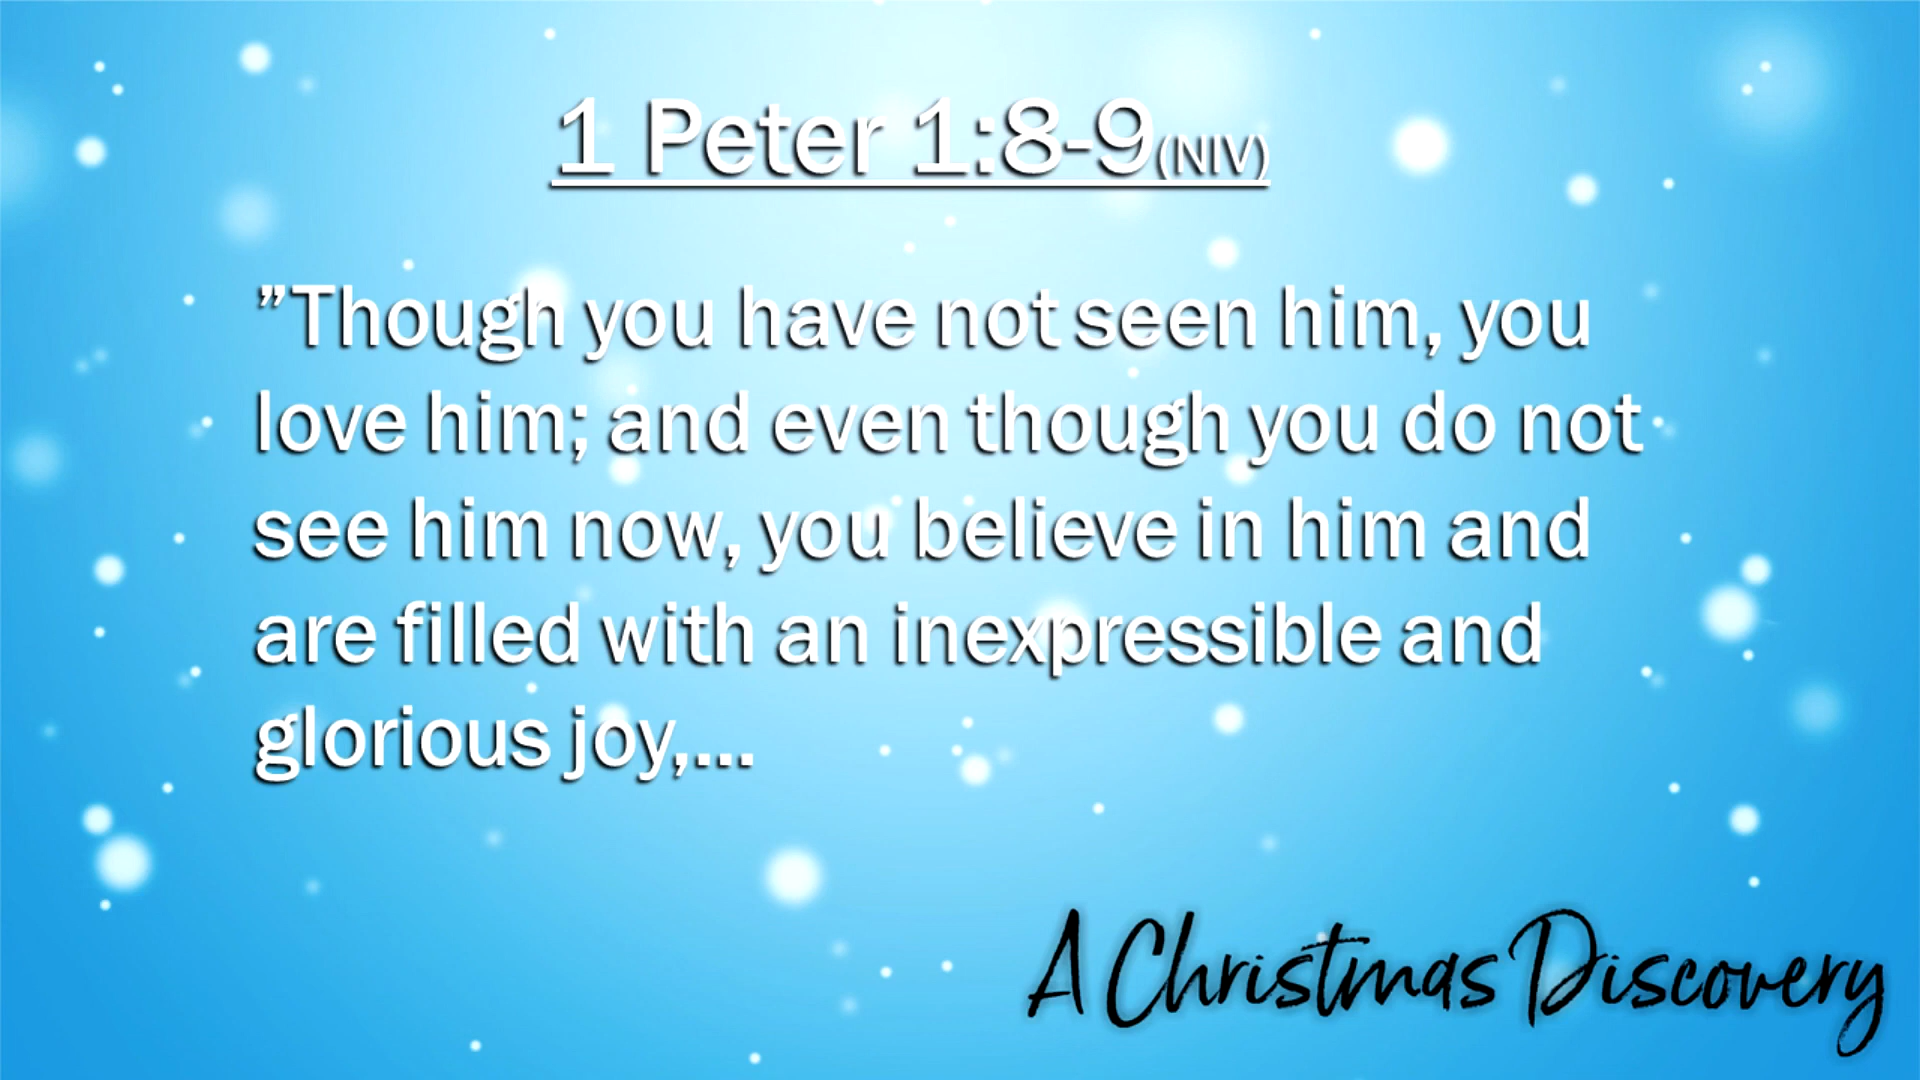 1 Peter 1:8-9(NIV)
”Though you have not seen him, you
love him; and even though you do not
see him now, you believe in him and
are filled with an inexpressible and
glorious joy,...
A Christmas Discovery